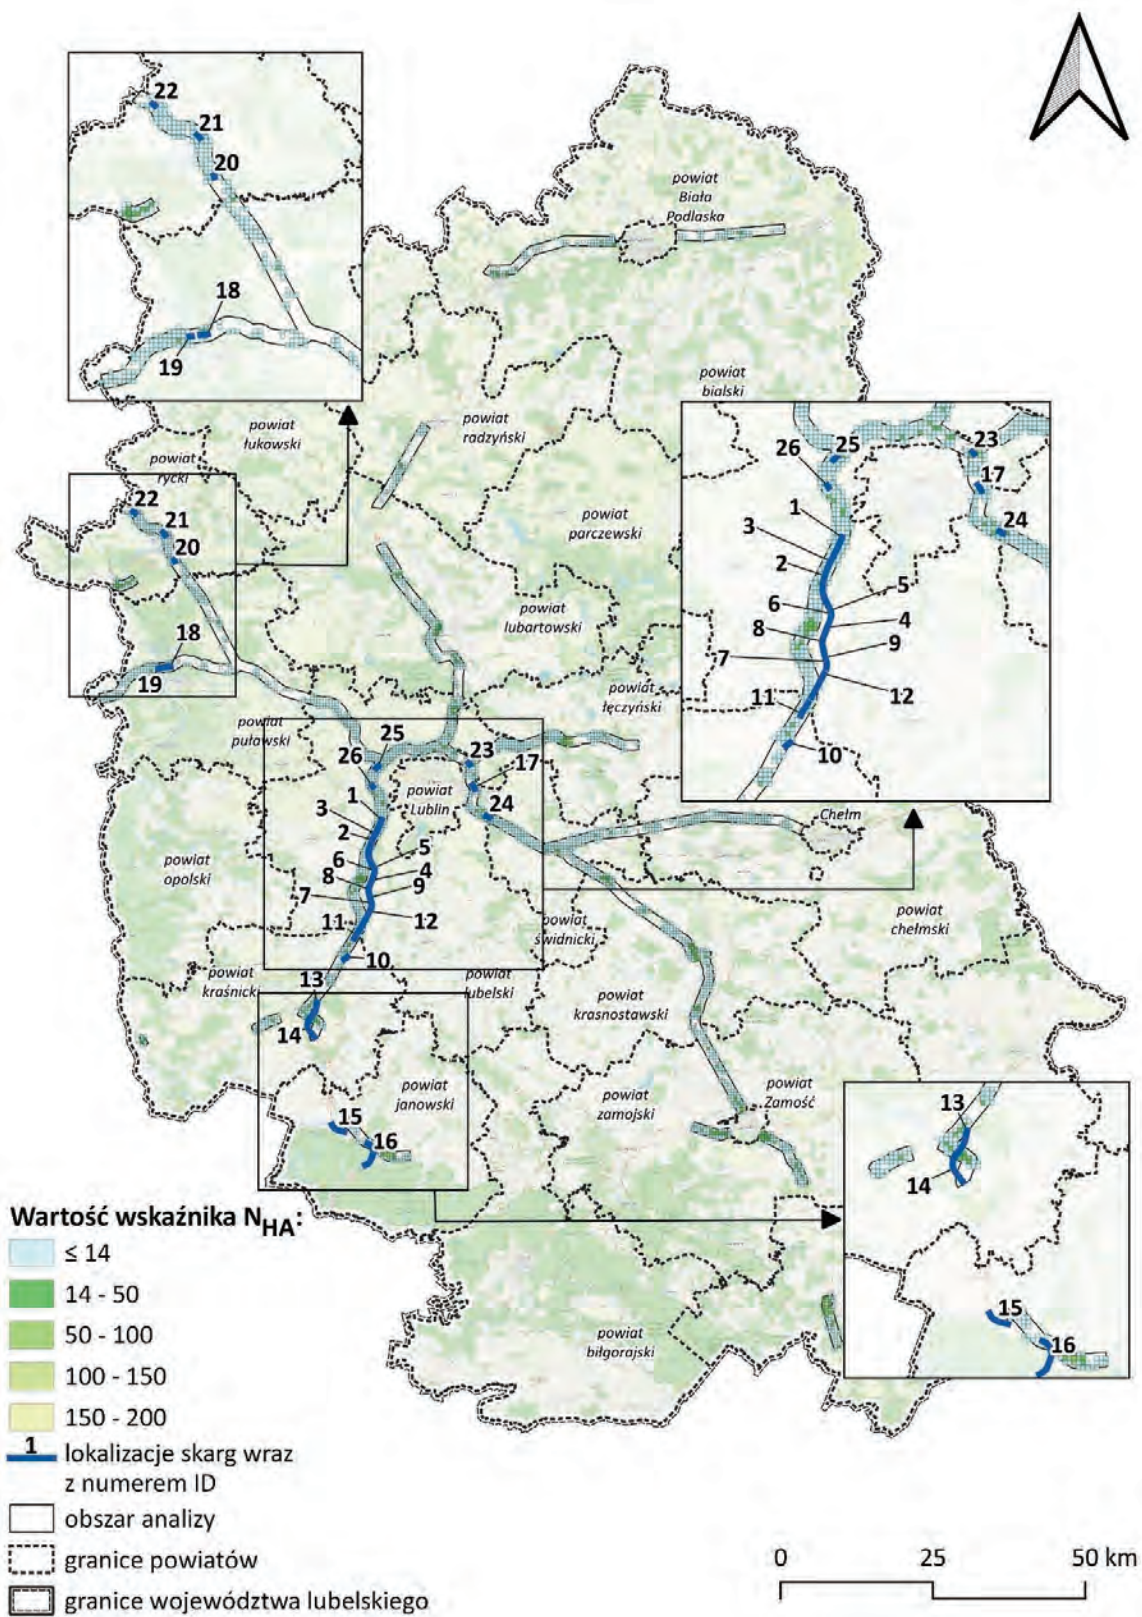 22
21
20
18
19
powiat
Biała
Podlaska
powiat
bialski
powiat
łukowski
powiat
radzyński
powiat
rycki
22
21
20
18
19
powiat
parczewski
powiat
lubartowski
powiat
łęczyński
powiat
puławski
26
25
23
17
1
3
2
24
5
6
4
8
9
7
12
11
10
25
26
23
17
1
3
2
24
powiat
Lublin
5
6
4
8
9
7
12
11
10
Chełm
powiat
opolski
powiat
chełmski
powiat
świdnicki
powiat
kraśnicki
13
powiat
lubelski
powiat
krasnostawski
14
powiat
janowski
15
16
powiat
zamojski
powiat
Zamość
13
14
15
16
powiat
biłgorajski
Wartość wskaźnika NHA:
≤ 14
14 - 50
50 - 100
100 - 150
150 - 200
1 lokalizacje skarg wraz
z numerem ID
obszar analizy
granice powiatów
granice województwa lubelskiego
0 25 50 km